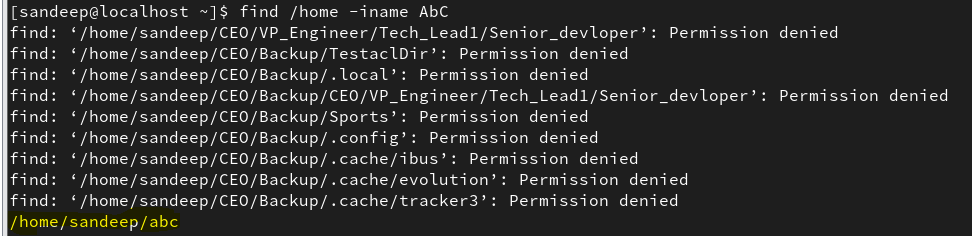 [sandeep@localhost ~]$ find /home -iname AbC
find: ‘/home/sandeep/CEO/VP_Engineer/Tech_Lead1/Senior_devloper’: Permission denied
find: ‘/home/sandeep/CEO/Backup/TestaclDir’: Permission denied
find: ‘/home/sandeep/CEO/Backup/.local’: Permission denied
find: ‘/home/sandeep/CEO/Backup/CEO/VP_Engineer/Tech_Lead1/Senior_devloper’: Permission denied
find: ‘/home/sandeep/CEO/Backup/Sports’: Permission denied
find: ‘/home/sandeep/CEO/Backup/.config’: Permission denied
find: ‘/home/sandeep/CEO/Backup/.cache/ibus’: Permission denied
find: ‘/home/sandeep/CEO/Backup/.cache/evolution’: Permission denied
find: ‘/home/sandeep/CEO/Backup/.cache/tracker3’: Permission denied
/home/sandeep/abc